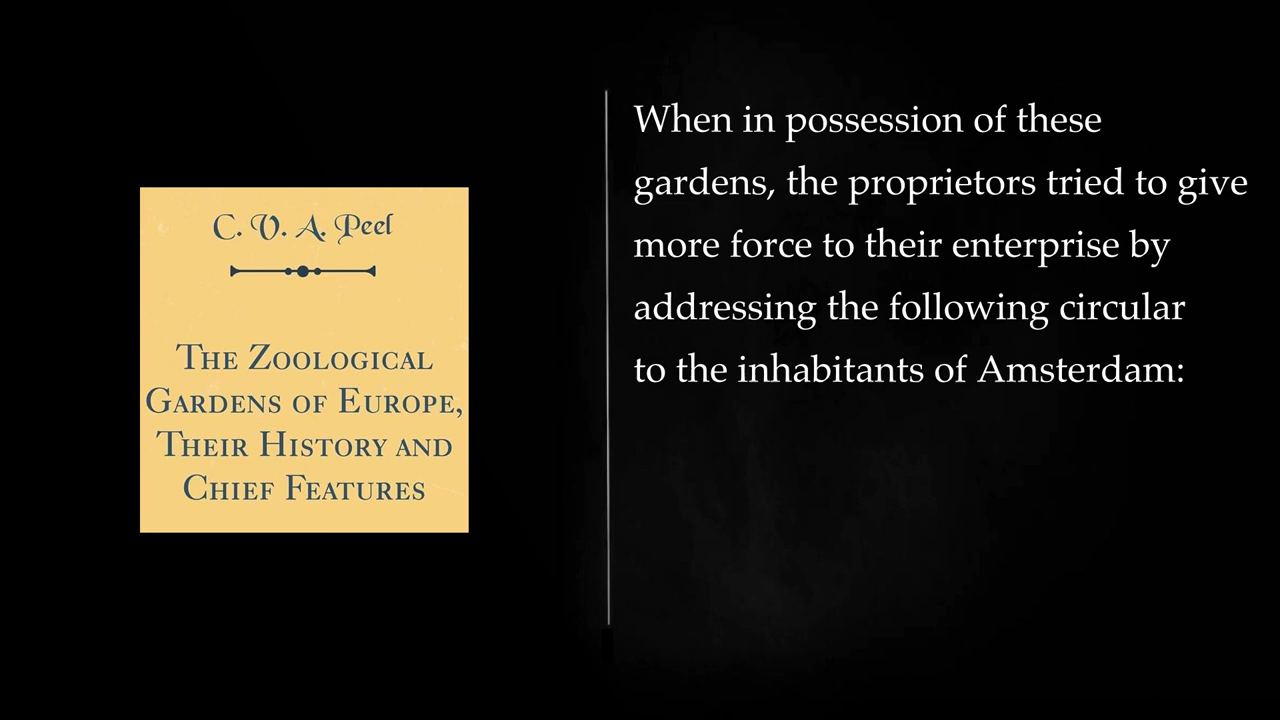 C. V. A. Peel
The Zoological
Gardens of Europe,
Their History and
Chief Features
When in possession of these
gardens, the proprietors tried to give
more force to their enterprise by
addressing the following circular
to the inhabitants of Amsterdam: